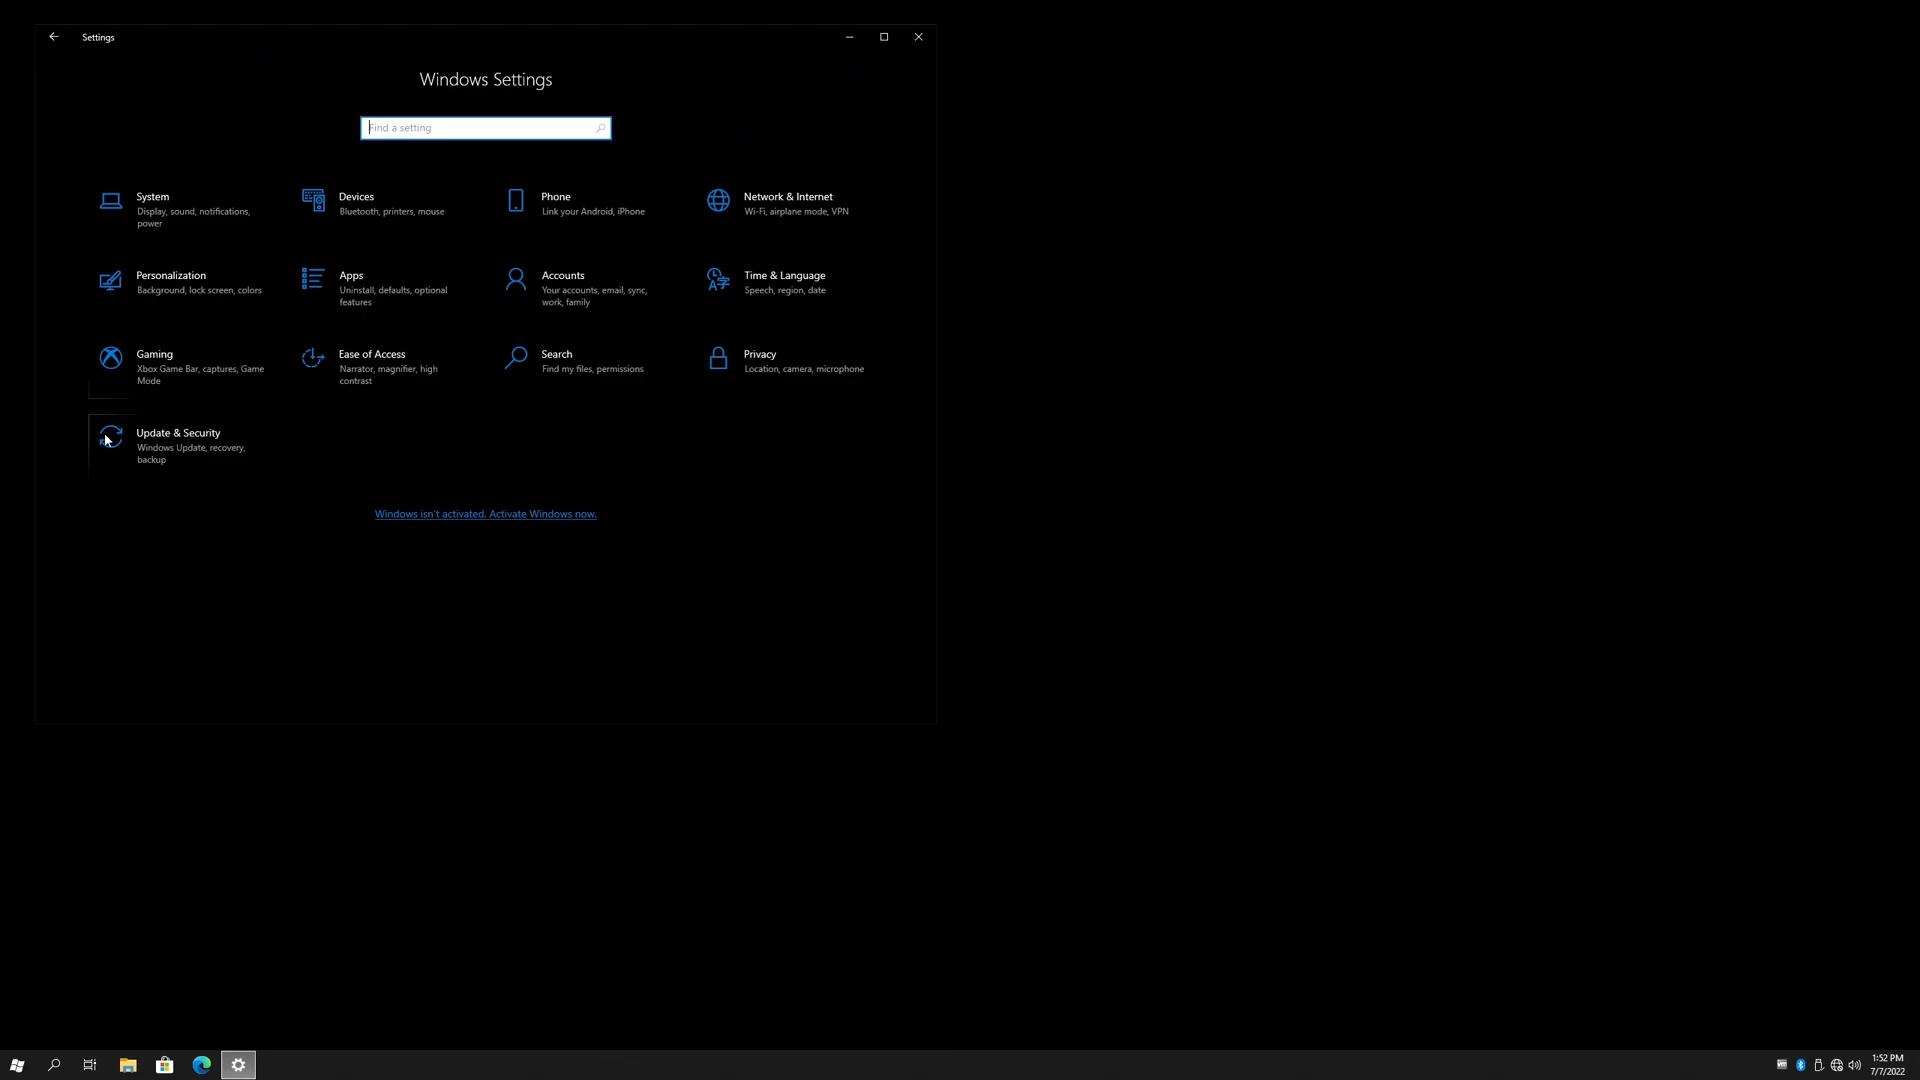 Settings
Windows Settings
Find a setting
System
Display, sound, notifications,
power
Devices
Bluetooth, printers, mouse
Phone
Link your Android, iPhone
Network & Internet
Wi-Fi, airplane mode, VPN
Personalization
Background, lock screen, colors
Apps
Uninstall, defaults, optional
features
Accounts
Your accounts, email, sync,
work, family
Time & Language
Speech, region, date
Gaming
Xbox Game Bar, captures, Game
Mode
Ease of Access
Narrator, magnifier, high
contrast
Search
Find my files, permissions
Privacy
Location, camera, microphone
Update & Security
Windows Update, recovery,
backup
Windows isn't activated. Activate Windows now.
1:52 PM
7/7/2022